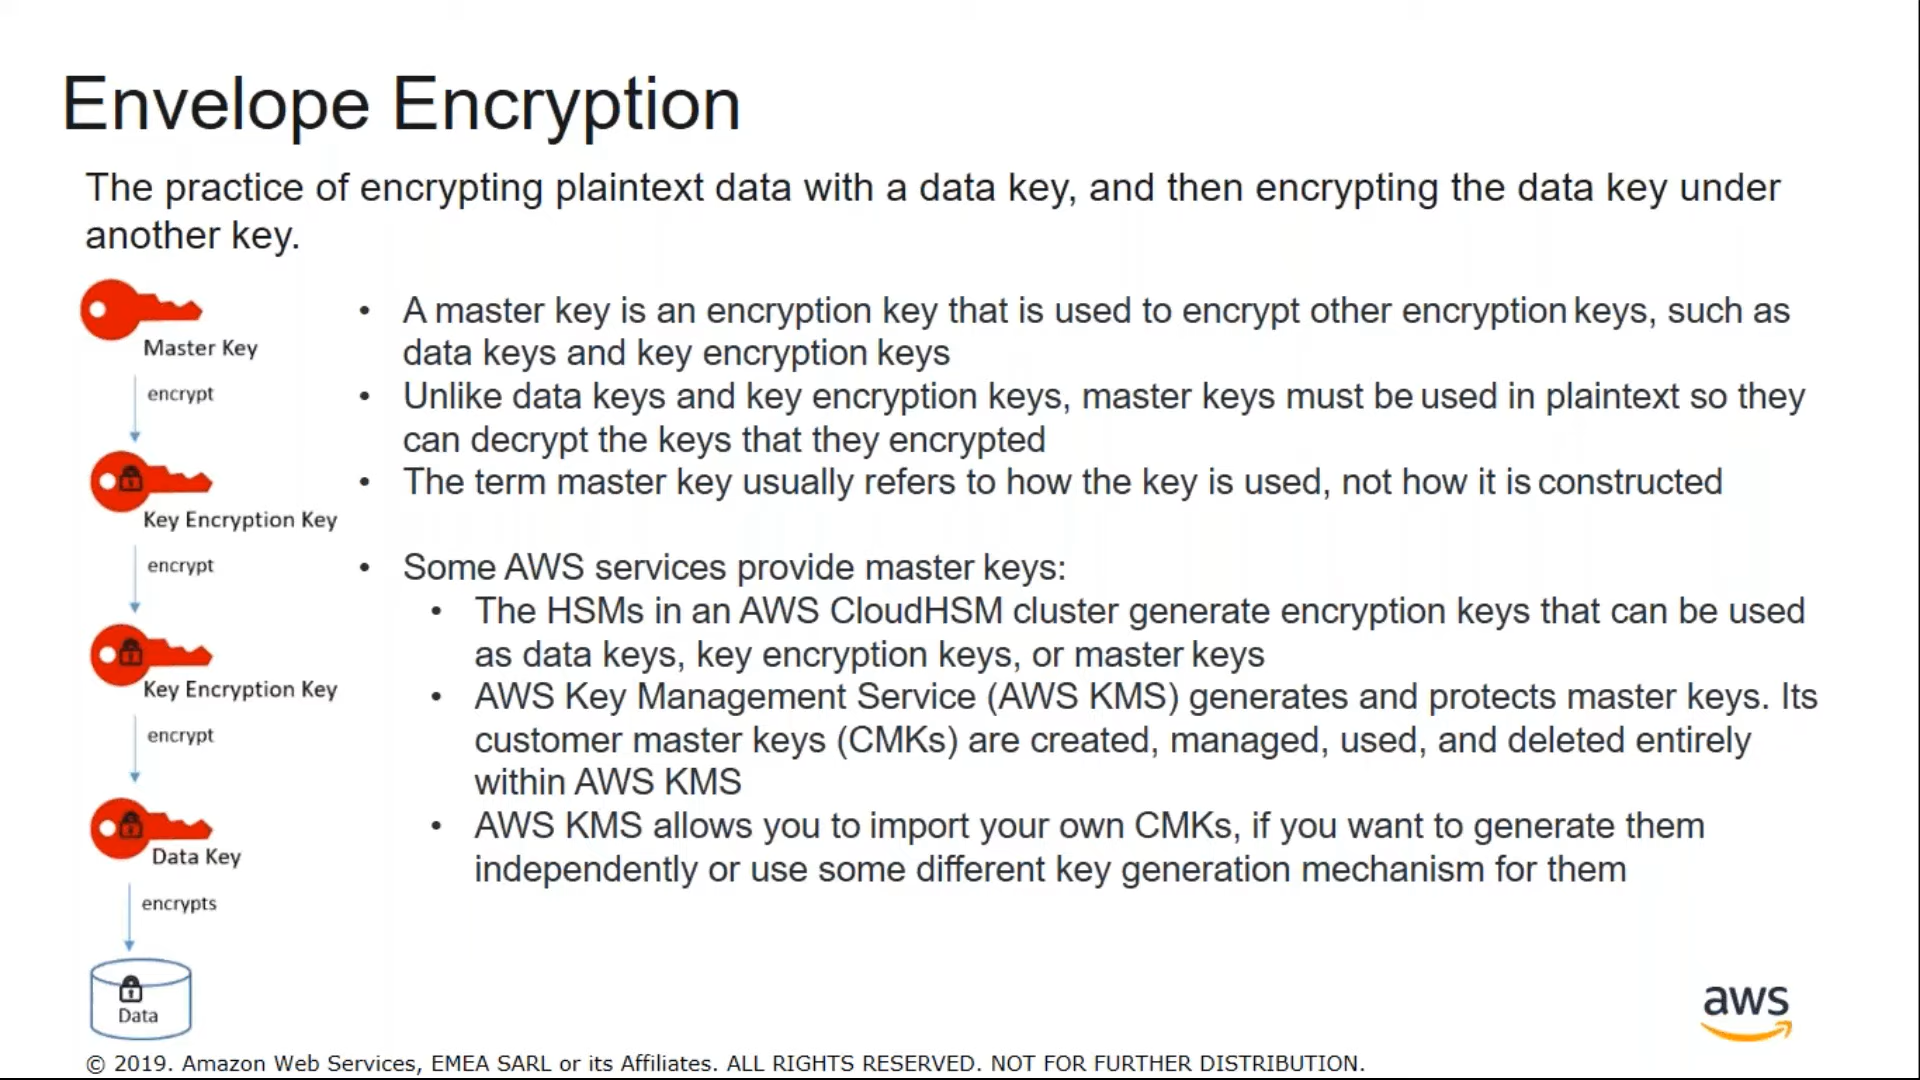 Envelope Encryption
The practice of encrypting plaintext data with a data key, and then encrypting the data key under
another key.
Master Key
encrypt
Key Encryption Key
encrypt
Key Encryption Key
encrypt
Data Key
encrypts
Data
• A master key is an encryption key that is used to encrypt other encryption keys, such as
data keys and key encryption keys
• Unlike data keys and key encryption keys, master keys must be used in plaintext so they
can decrypt the keys that they encrypted
• The term master key usually refers to how the key is used, not how it is constructed
• Some AWS services provide master keys:
• The HSMs in an AWS CloudHSM cluster generate encryption keys that can be used
as data keys, key encryption keys, or master keys
• AWS Key Management Service (AWS KMS) generates and protects master keys. Its
customer master keys (CMKs) are created, managed, used, and deleted entirely
within AWS KMS
• AWS KMS allows you to import your own CMKs, if you want to generate them
independently or use some different key generation mechanism for them
aws
© 2019. Amazon Web Services, EMEA SARL or its Affiliates. ALL RIGHTS RESERVED. NOT FOR FURTHER DISTRIBUTION.